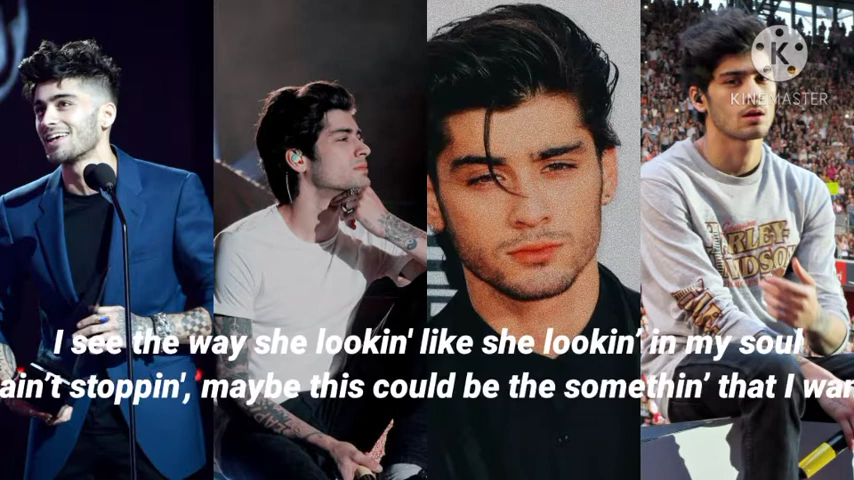 KINEMASTER
I see the way she lookin' like she lookin’ in my soul
ain’t stoppin', maybe this could be the somethin’ that I